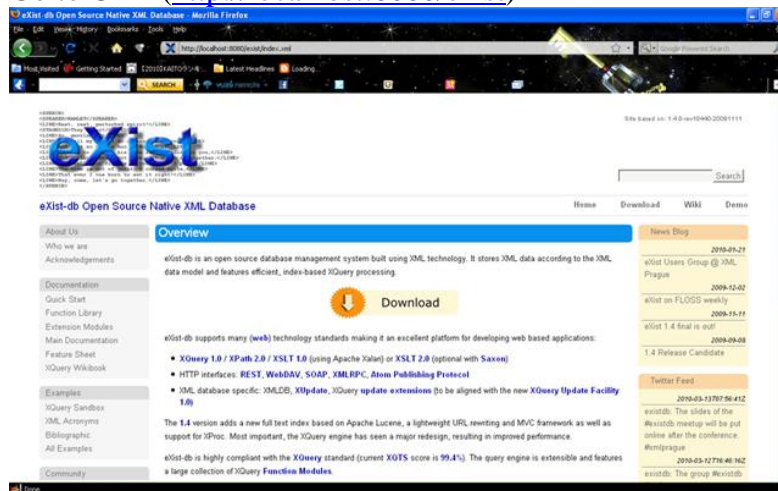 eXist-db Open Source Native XML Database - Mozilla Firefox
File Edit View History Bookmarks Tools Help
http://localhost:8080/exist/index.xml
Google Powered Search
Most Visited Getting Started Latest Headlines Loading...
SEARCH
Site based on: 1.4.0-rev10440-20091111
eXist
Search
eXist-db Open Source Native XML Database
Home Download Wiki Demo
About Us
Who we are
Acknowledgements
Documentation
Quick Start
Function Library
Extension Modules
Main Documentation
Feature Sheet
XQuery Wikibook
Examples
XQuery Sandbox
XML Acronyms
Bibliographic
All Examples
Community
Overview
eXist-db is an open source database management system built using XML technology. It stores XML data according to the XML
data model and features efficient, index-based XQuery processing.
Download
eXist-db supports many (web) technology standards making it an excellent platform for developing web based applications:
XQuery 1.0 / XPath 2.0 / XSLT 1.0 (using Apache Xalan) or XSLT 2.0 (optional with Saxon)
HTTP interfaces: REST, WebDAV, SOAP, XMLRPC, Atom Publishing Protocol
XML database specific: XMLDB, XUpdate, XQuery update extensions (to be aligned with the new XQuery Update Facility
1.0)
The 1.4 version adds a new full text index based on Apache Lucene, a lightweight URL rewriting and MVC framework as well as
support for XProc. Most important, the XQuery engine has seen a major redesign, resulting in improved performance.
eXist-db is highly compliant with the XQuery standard (current XQTS score is 99.4%). The query engine is extensible and features
a large collection of XQuery Function Modules.
News Blog
2010-01-21
eXist Users Group @ XML
Prague
2009-12-02
eXist on FLOSS weekly
2009-11-11
eXist 1.4 final is out!
2009-09-08
1.4 Release Candidate
Twitter Feed
2010-03-13T07:56:41Z
existdb: The slides of the
#existdb meetup will be put
online after the conference.
#xmlprague
2010-03-12T16:46:16Z
existdb: The group #existdb
Done